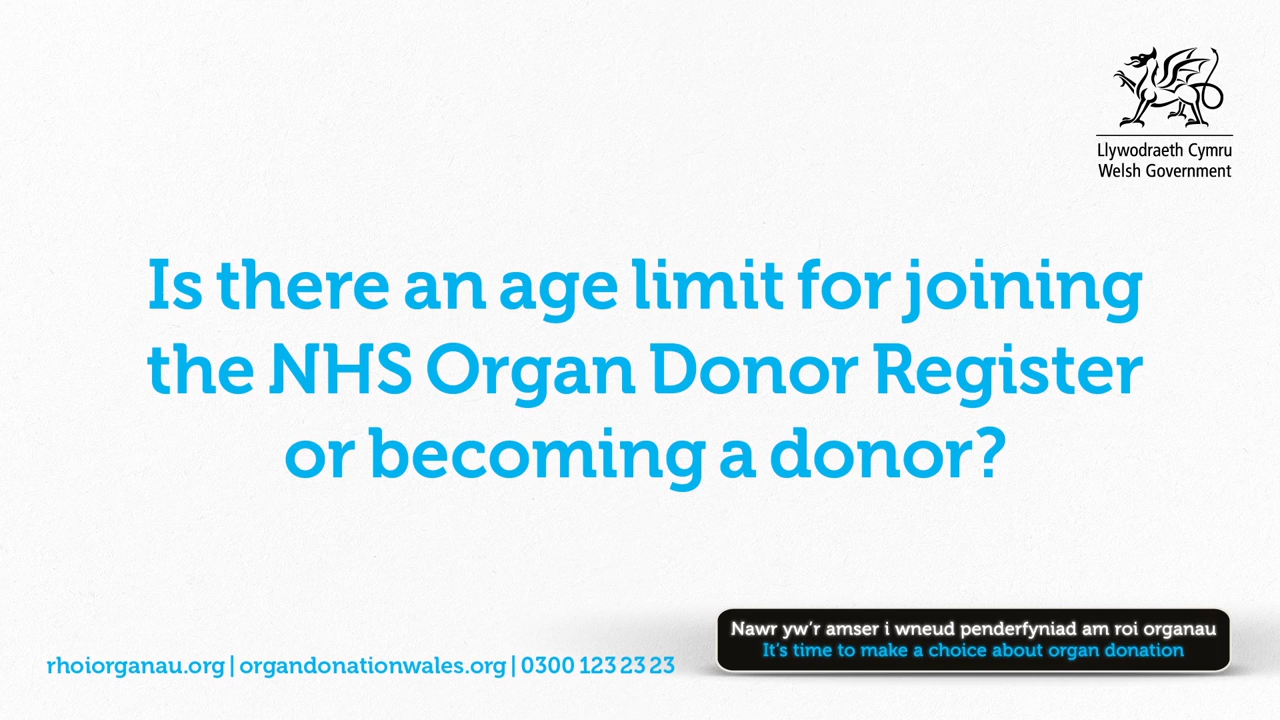 Llywodraeth Cymru
Welsh Government
Is there an age limit for joining
the NHS Organ Donor Register
or becoming a donor?
Nawr yw'r amser i wneud penderfyniad am roi organau
It's time to make a choice about organ donation
rhoiorganau.org | organdonationwales.org | 0300 123 23 23